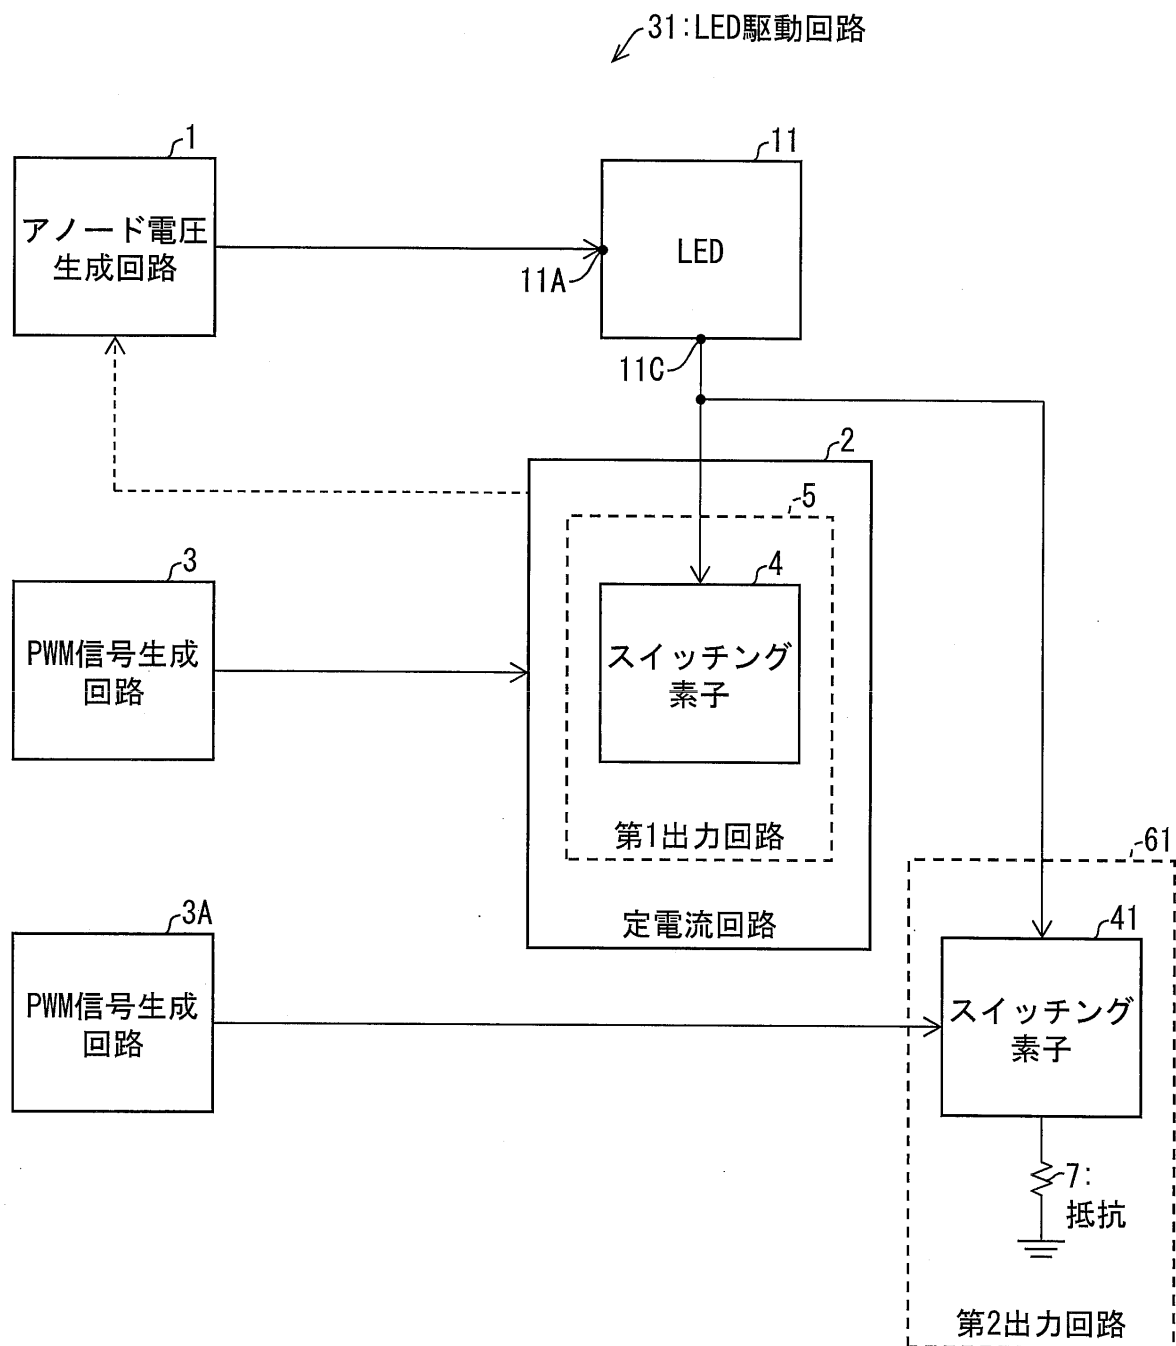 31:LED駆動回路
1
アノード電圧
生成回路
11
LED
11A
11C
2
5
4
スイッチング
素子
第1出力回路
定電流回路
3
PWM信号生成
回路
3A
PWM信号生成
回路
61
41
スイッチング
素子
7:
抵抗
第2出力回路